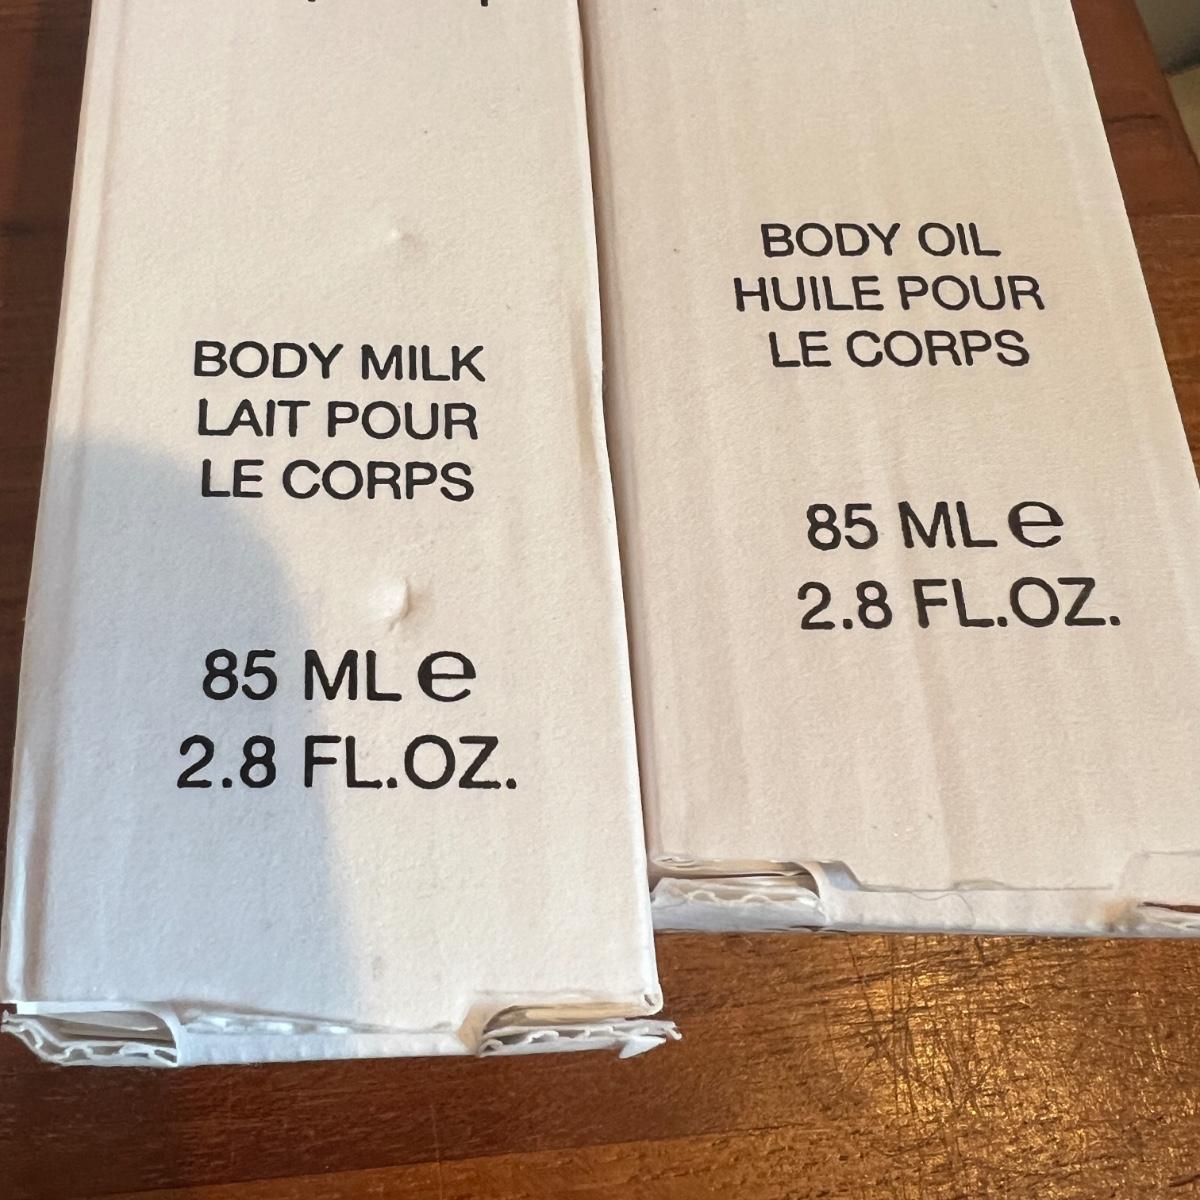 BODY MILK
LAIT POUR
LE CORPS
85 ML e
2.8 FL.OZ.
BODY OIL
HUILE POUR
LE CORPS
85 ML e
2.8 FL.OZ.